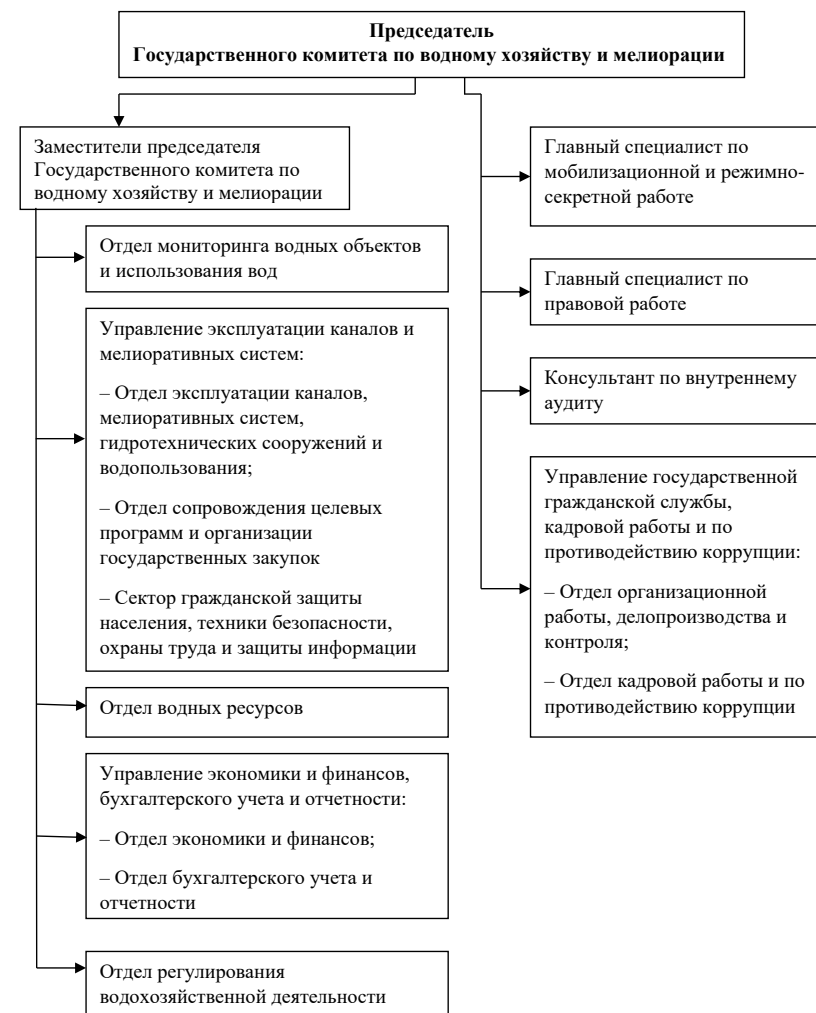 Председатель
Государственного комитета по водному хозяйству и мелиорации
Заместители председателя
Государственного комитета по
водному хозяйству и мелиорации
Отдел мониторинга водных объектов
и использования вод
Управление эксплуатации каналов и
мелиоративных систем:
– Отдел эксплуатации каналов,
мелиоративных систем,
гидротехнических сооружений и
водопользования;
– Отдел сопровождения целевых
программ и организации
государственных закупок
– Сектор гражданской защиты
населения, техники безопасности,
охраны труда и защиты информации
Отдел водных ресурсов
Управление экономики и финансов,
бухгалтерского учета и отчетности:
– Отдел экономики и финансов;
– Отдел бухгалтерского учета и
отчетности
Отдел регулирования
водохозяйственной деятельности
Главный специалист по
мобилизационной и режимно-
секретной работе
Главный специалист по
правовой работе
Консультант по внутреннему
аудиту
Управление государственной
гражданской службы,
кадровой работы и по
противодействию коррупции:
– Отдел организационной
работы, делопроизводства и
контроля;
– Отдел кадровой работы и по
противодействию коррупции